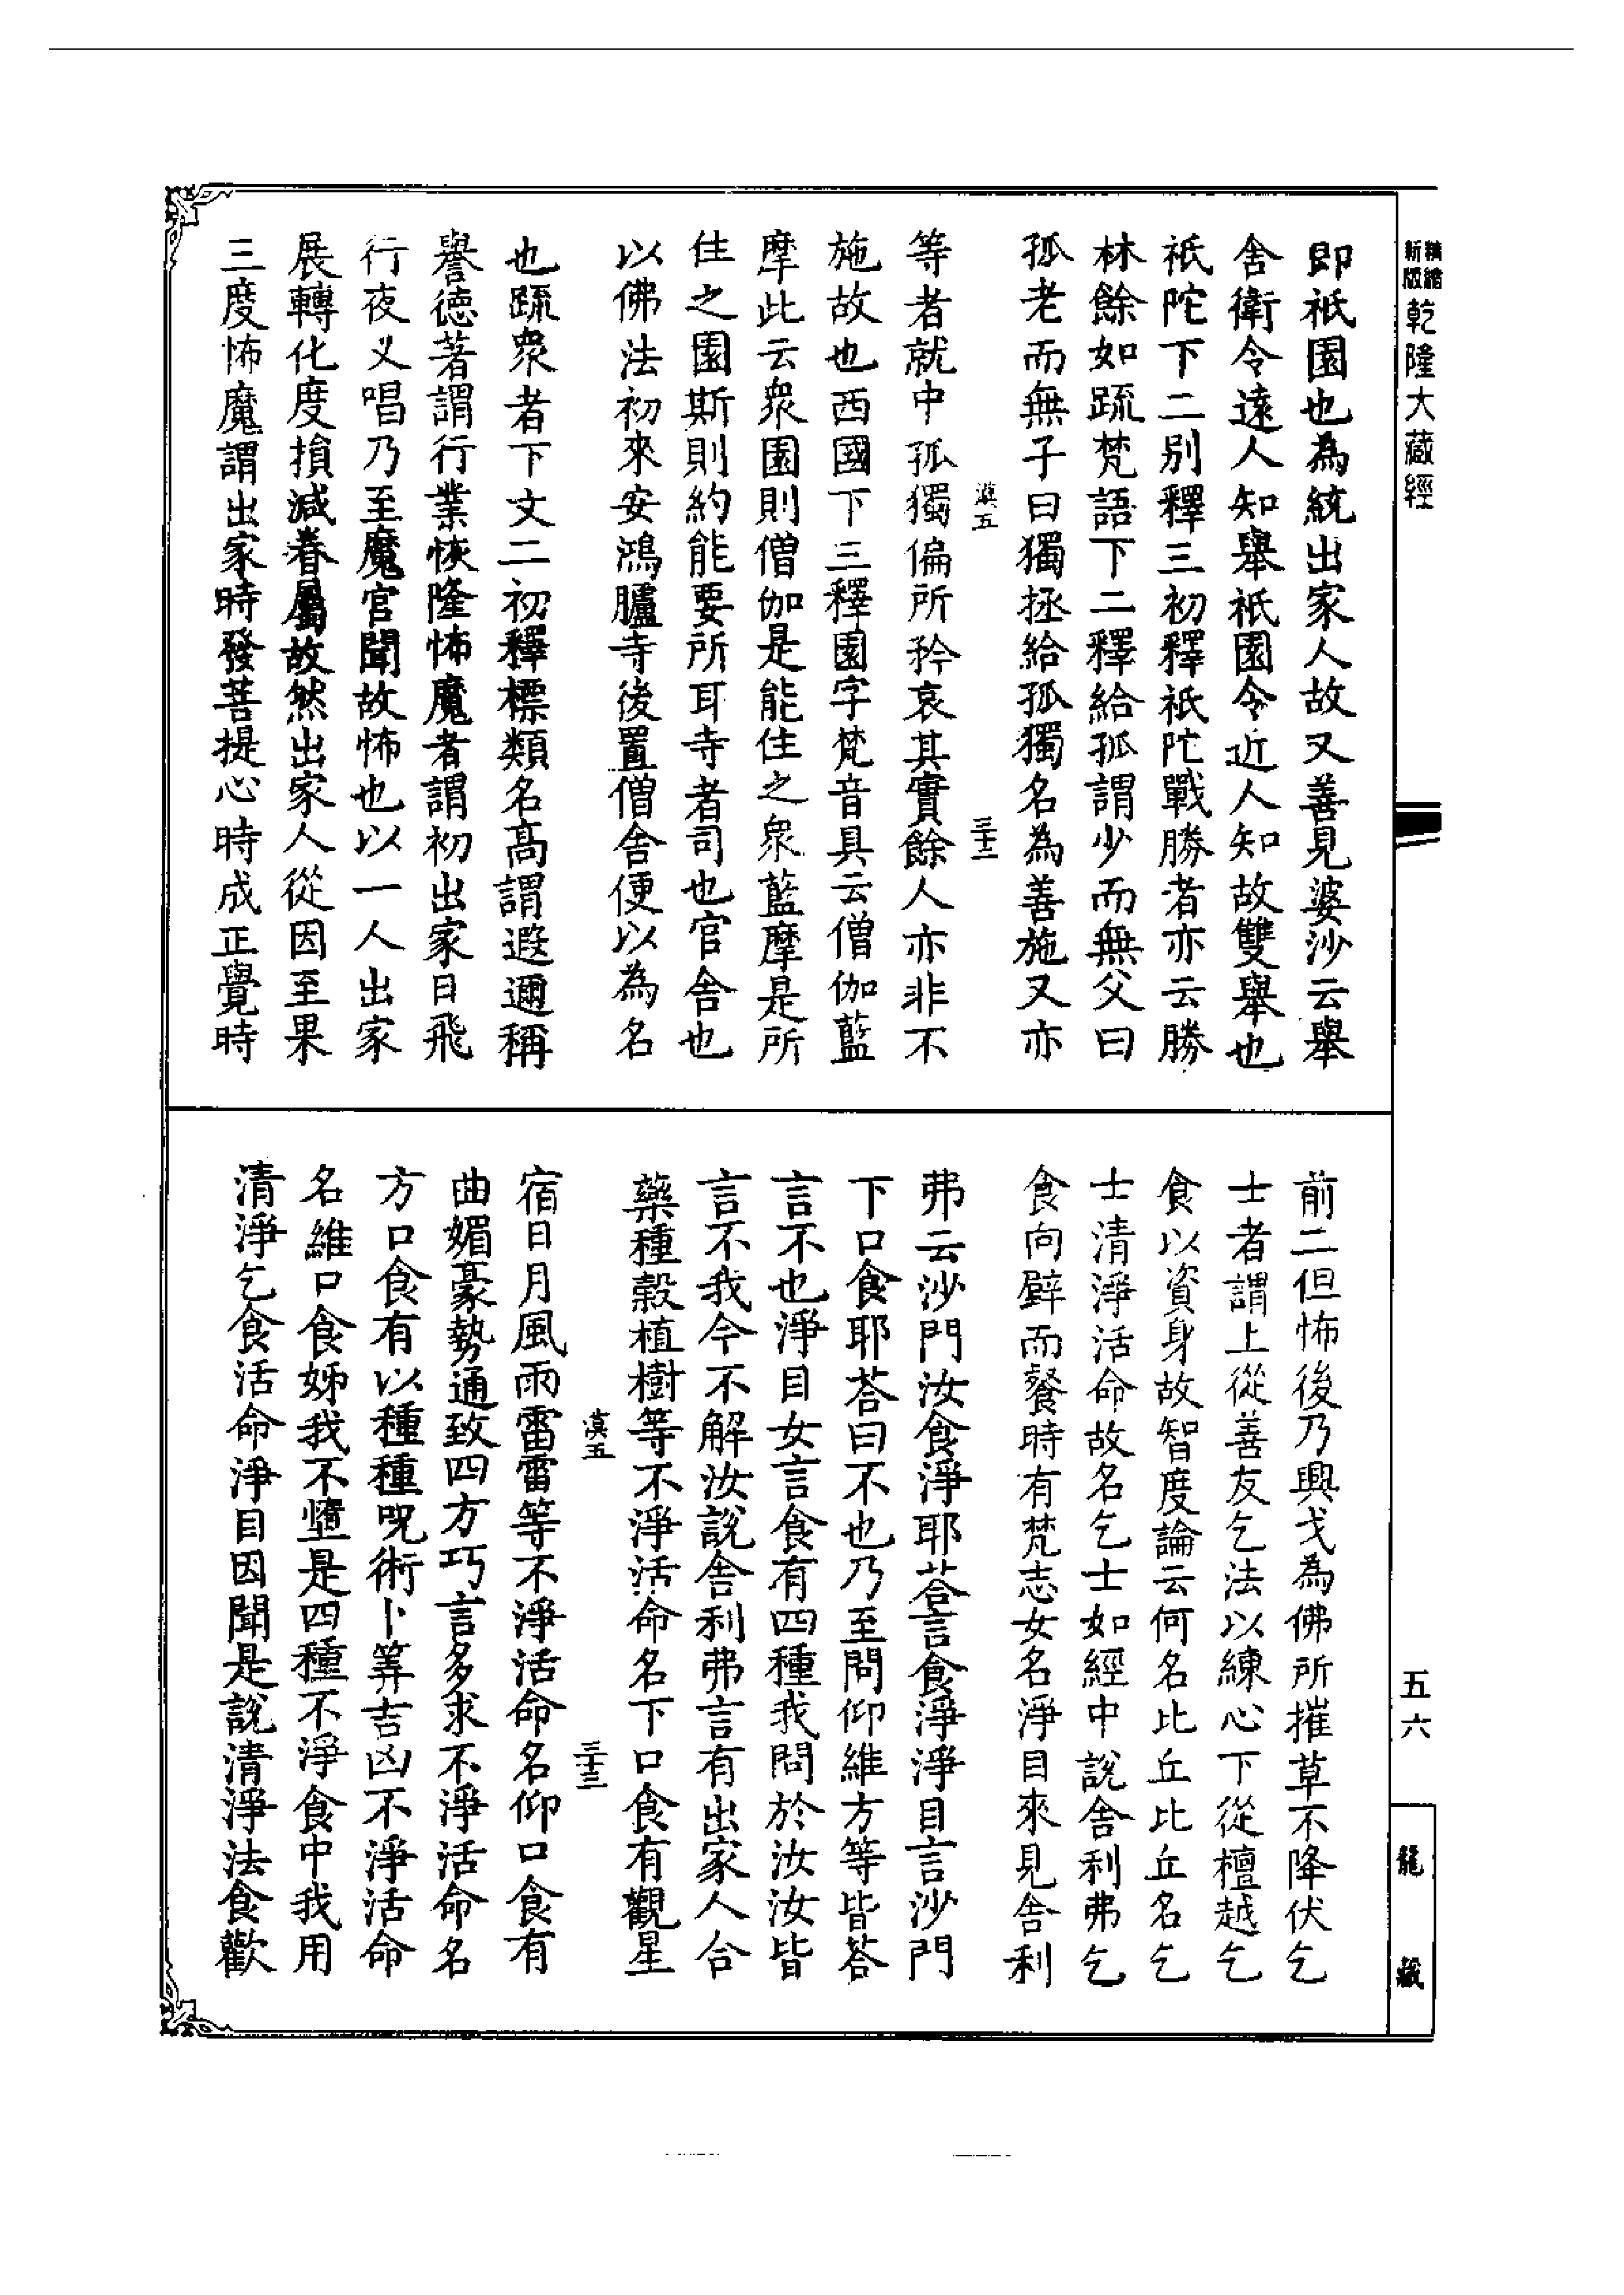 精縮新版乾隆大藏經
即祇園也為統出家人故又善見婆沙云舉
舍衛令遠人知舉祇園令近人知故雙舉也
祇陀下二別釋三初釋祇陀戰勝者亦云勝
林餘如疏梵語下二釋給孤謂少而無父曰
孤老而無子曰獨拯給孤獨名為善施又亦
漠五
三十二
等者就中孤獨偏所矜哀其實餘人亦非不
施故也西國下三釋園字梵音具云僧伽藍
摩此云眾園則僧伽是能住之眾藍摩是所
住之園斯則約能要所耳寺者司也官舍也
以佛法初來安鴻臚寺後置僧舍便以為名
也疏眾者下文二初釋標類名高謂遐邇稱
譽德著謂行業恢隆怖魔者謂初出家日飛
行夜叉唱乃至魔官聞故怖也以一人出家
展轉化度損減眷屬故然出家人從因至果
三度怖魔謂出家時發菩提心時成正覺時
前二但怖後乃興戈為佛所摧草不降伏乞
士者謂上從善友乞法以練心下從檀越乞
食以資身故智度論云何名比丘比丘名乞
士清淨活命故名乞士如經中說舍利弗乞
食向壁而餐時有梵志女名淨目來見舍利
弗云沙門汝食淨耶荅言食淨淨目言沙門
下口食耶荅曰不也乃至問仰維方等皆荅
言不也淨目女言食有四種我問於汝汝皆
言不我今不解汝說舍利弗言有出家人合
藥種穀植樹等不淨活命名下口食有觀星
漠五
三十三
宿日月風雨雷雷等不淨活命名仰口食有
曲媚豪勢通致四方巧言多求不淨活命名
方口食有以種種呪術卜筭吉凶不淨活命
名維口食姊我不墮是四種不淨食中我用
清淨乞食活命淨目因聞是說清淨法食歡
五六
龍藏